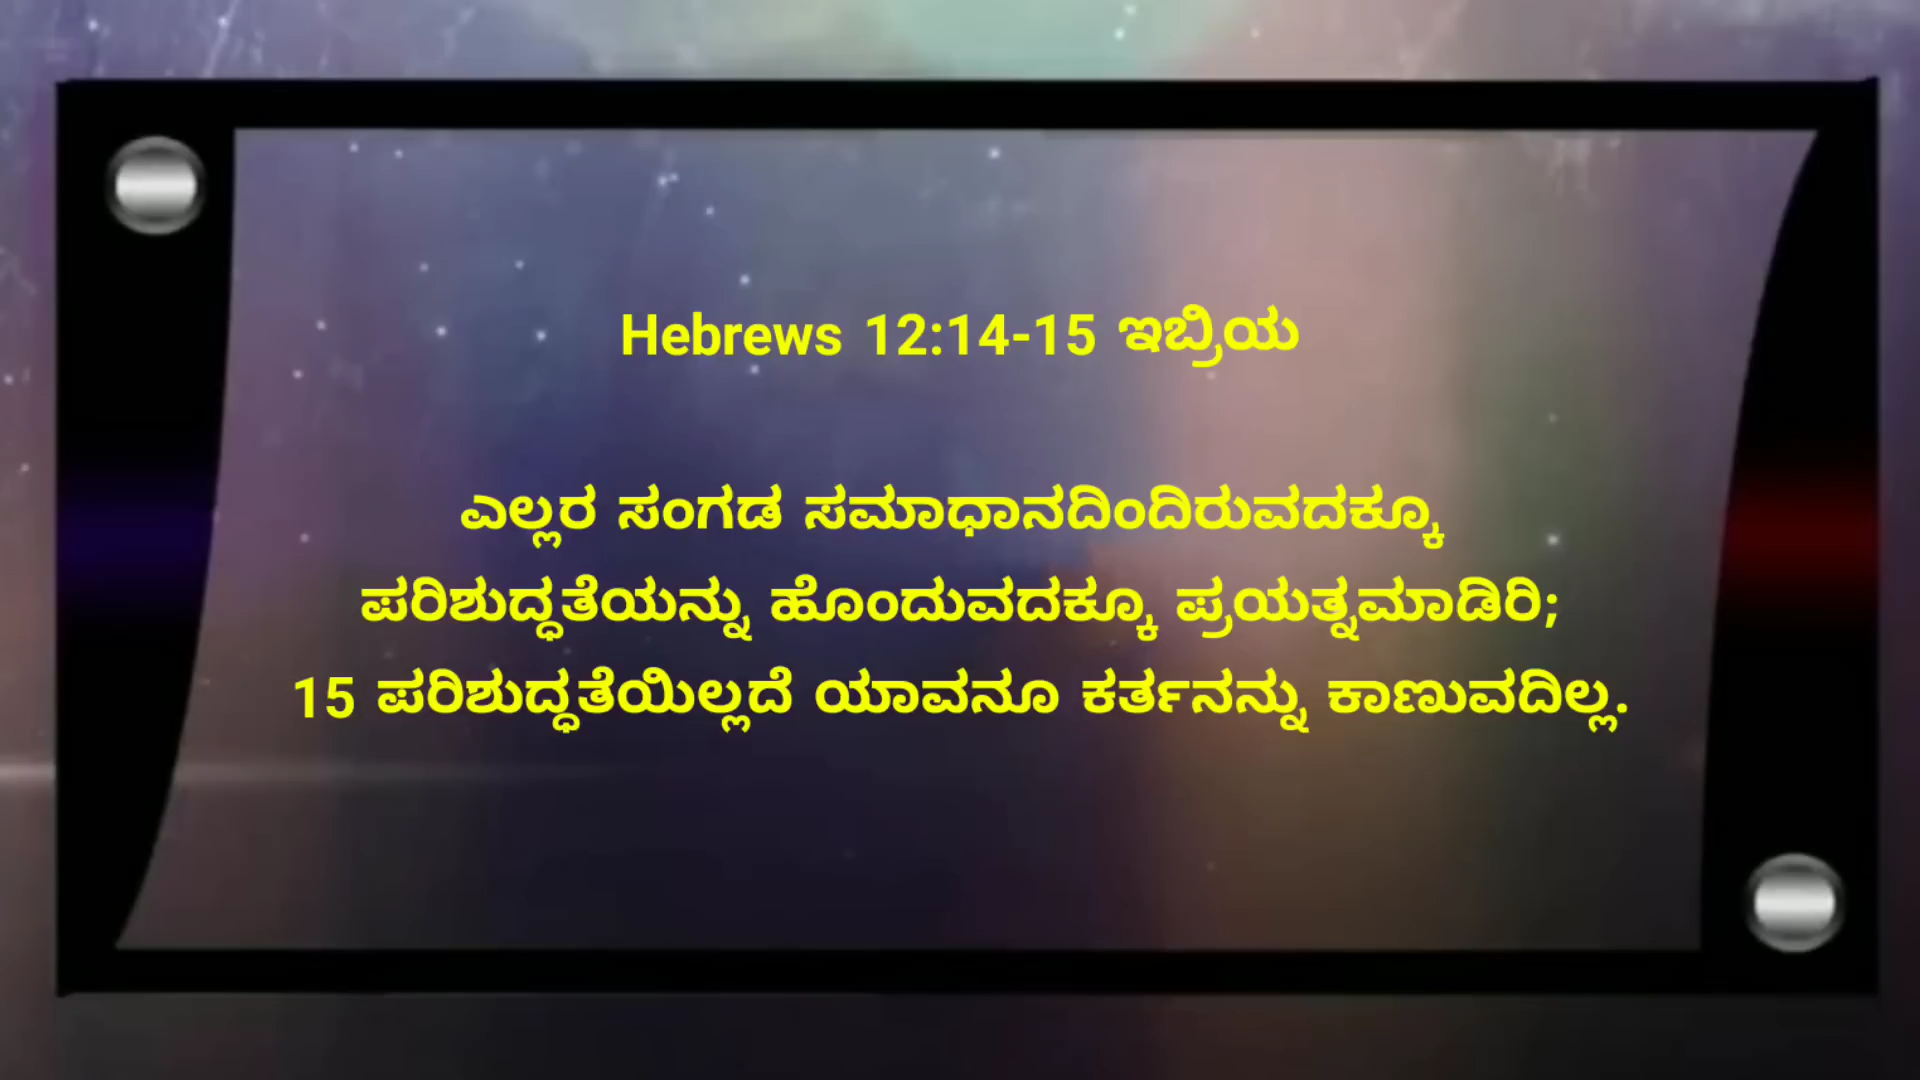 Hebrews 12:14-15 ಇಬ್ರಿಯ
ಎಲ್ಲರ ಸಂಗಡ ಸಮಾಧಾನದಿಂದಿರುವದಕ್ಕೂ
ಪರಿಶುದ್ಧತೆಯನ್ನು ಹೊಂದುವದಕ್ಕೂ ಪ್ರಯತ್ನಮಾಡಿರಿ;
15 ಪರಿಶುದ್ಧತೆಯಿಲ್ಲದೆ ಯಾವನೂ ಕರ್ತನನ್ನು ಕಾಣುವದಿಲ್ಲ.